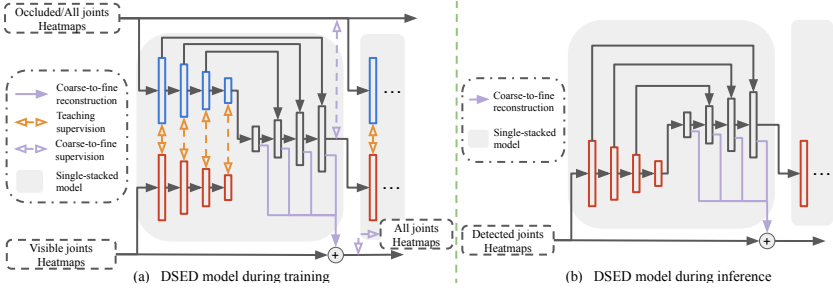 Occluded/All joints
Heatmaps
Coarse-to-fine
reconstruction
Teaching
supervision
Coarse-to-fine
supervision
Single-stacked
model
Visible joints
Heatmaps
...
...
All joints
Heatmaps
+
(a) DSED model during training
Coarse-to-fine
reconstruction
Single-stacked
model
Detected joints
Heatmaps
...
+
(b) DSED model during inference